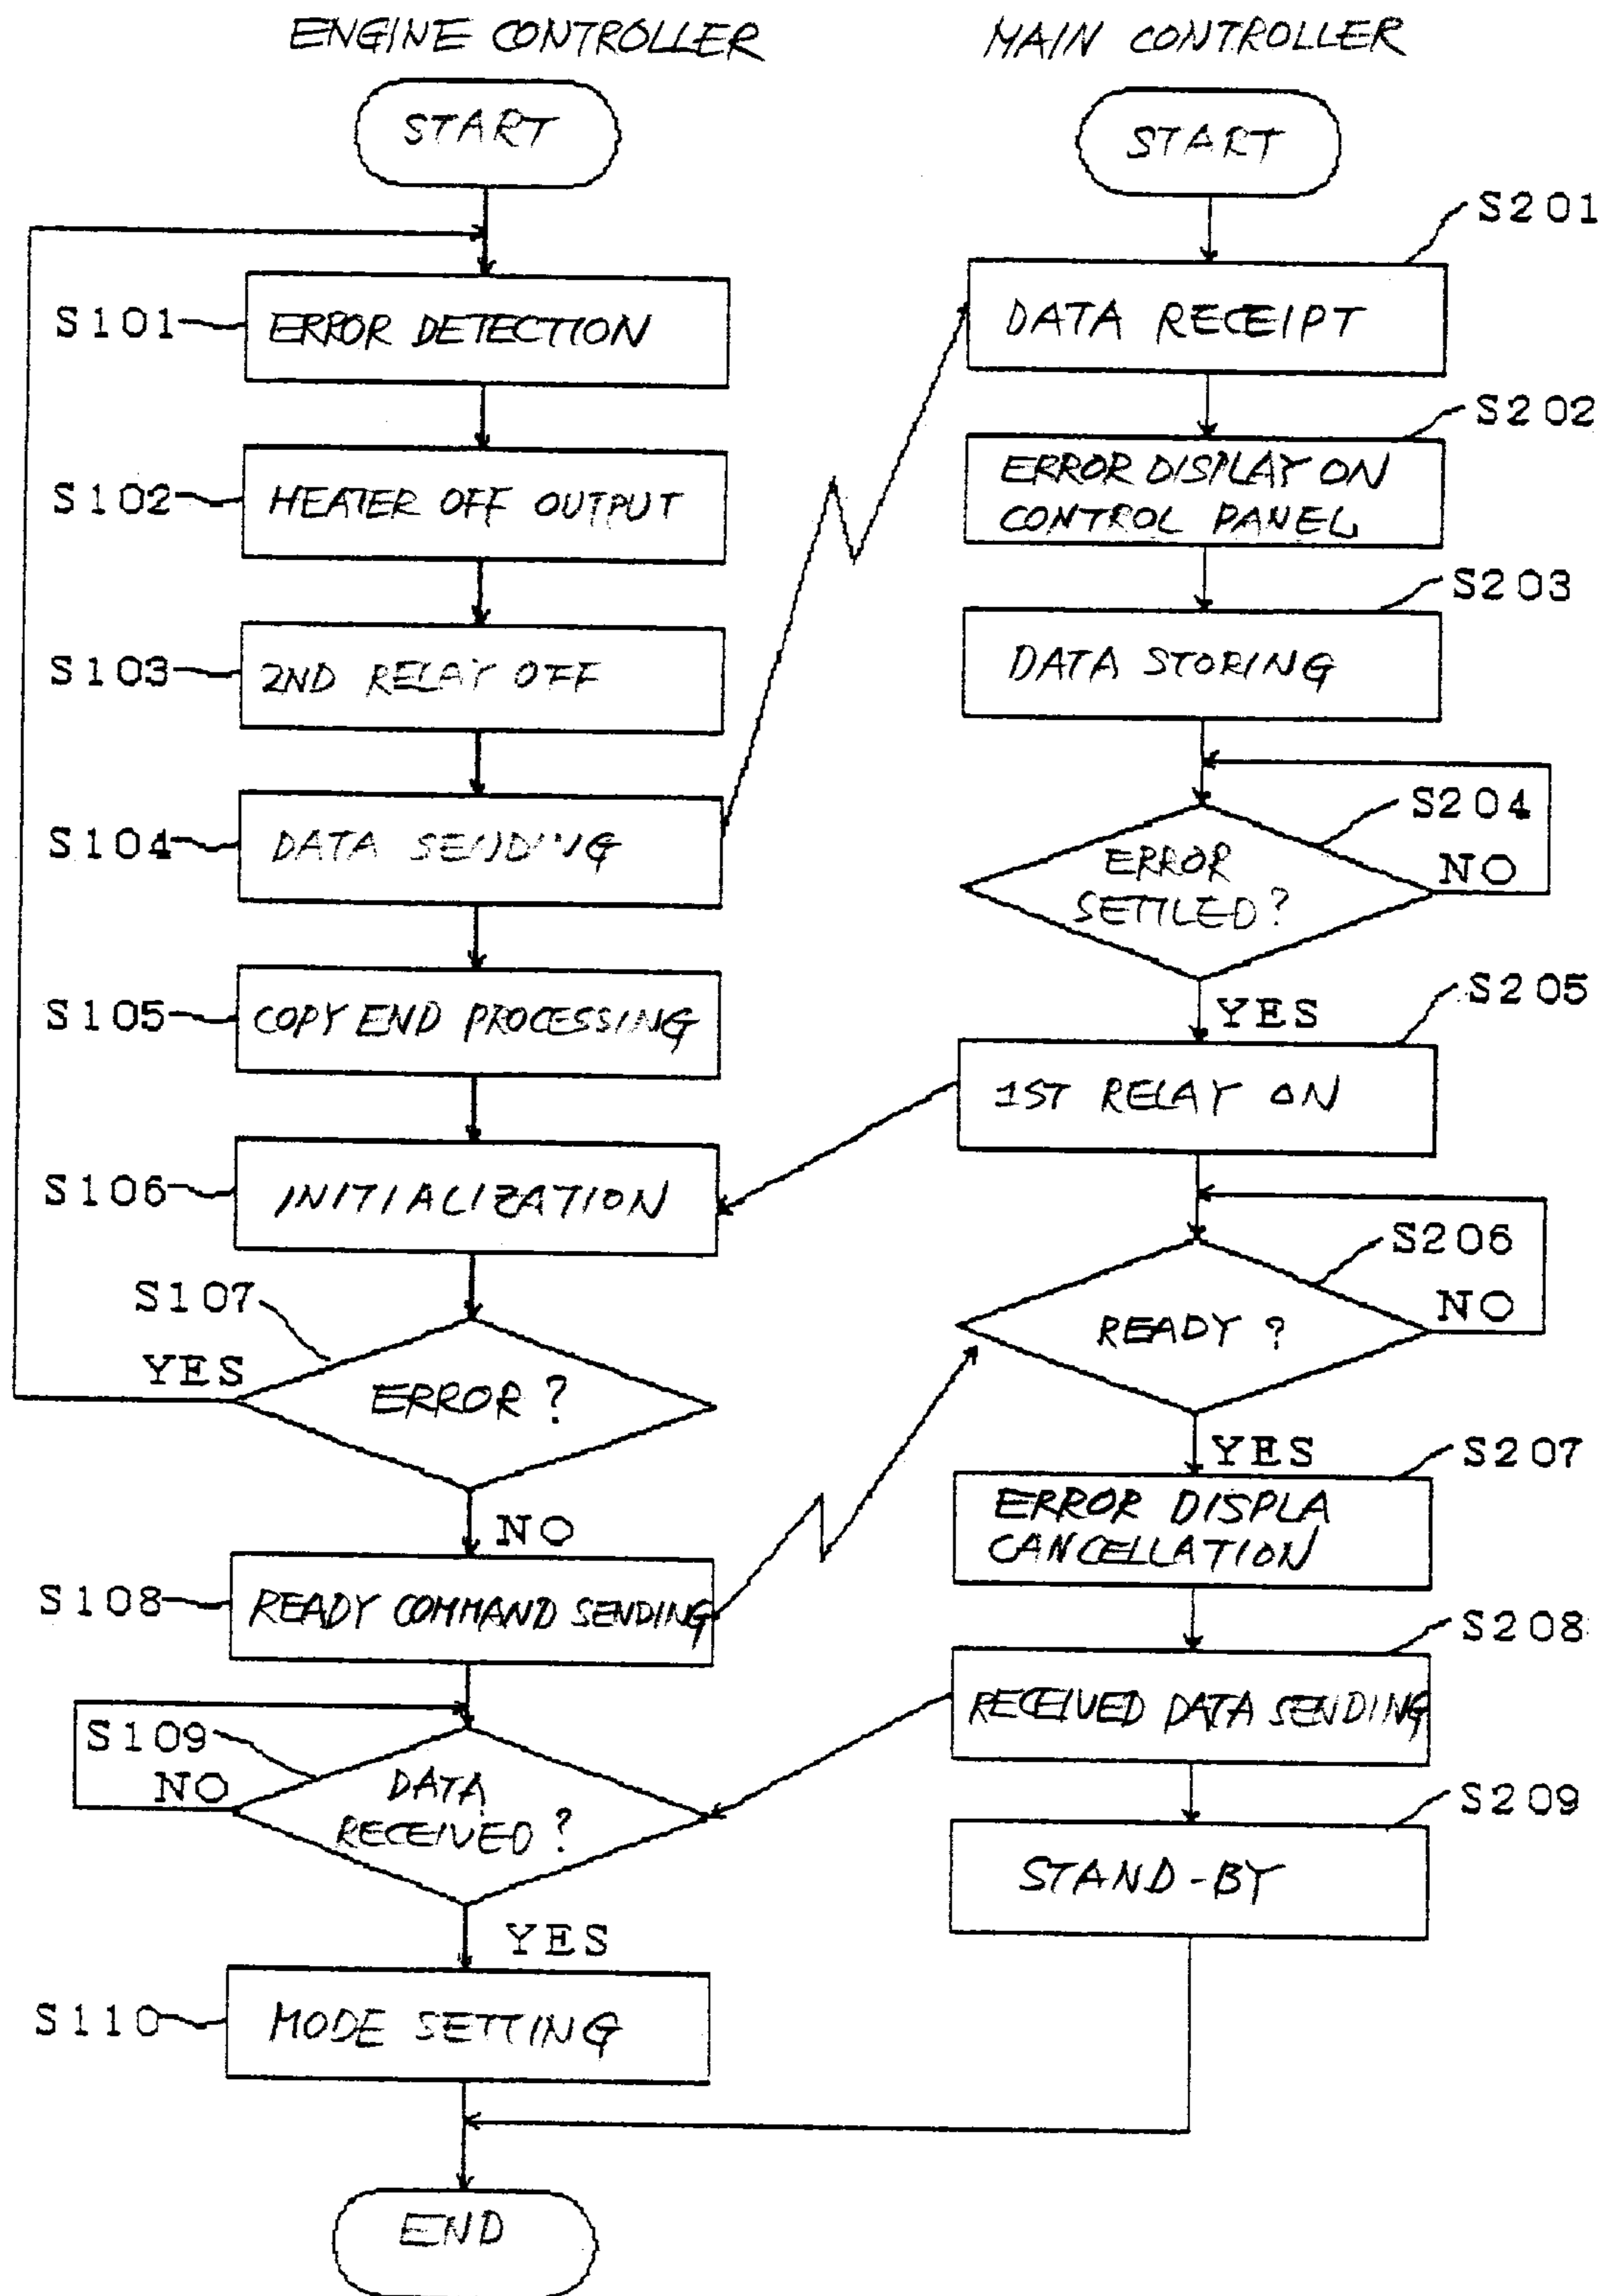 ENGINE CONTROLLER
START
S101
ERROR DETECTION
S102
HEATER OFF OUTPUT
S103
2ND RELAY OFF
S104
DATA SENDING
S105
COPY END PROCESSING
S106
INITIALIZATION
S107
YES
ERROR?
NO
S108
READY COMMAND SENDING
S109
NO
DATA
RECEIVED?
YES
S110
MODE SETTING
END
MAIN CONTROLLER
START
S201
DATA RECEIPT
S202
ERROR DISPLAY ON
CONTROL PANEL
S203
DATA STORING
S204
ERROR
SETTLED?
NO
YES
S205
1ST RELAY ON
S206
READY?
NO
YES
S207
ERROR DISPLA
CANCELLATION
S208
RECEIVED DATA SENDING
S209
STAND-BY